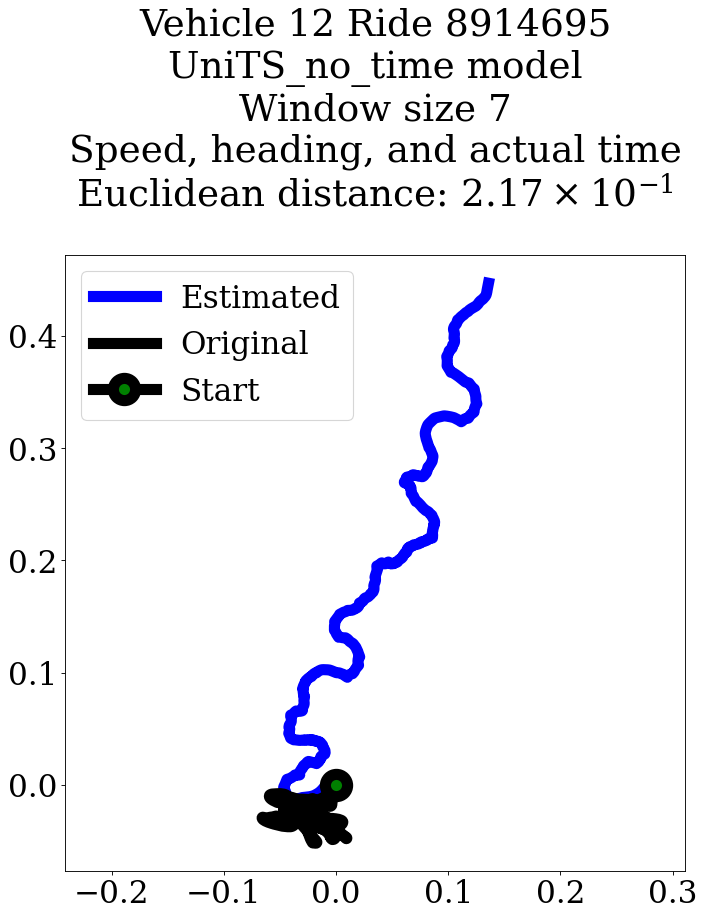 Vehicle 12 Ride 8914695
UniTS_no_time model
Window size 7
Speed, heading, and actual time
Euclidean distance: 2.17 × 10⁻¹
Estimated
Original
Start
0.4
0.3
0.2
0.1
0.0
−0.2 −0.1 0.0 0.1 0.2 0.3